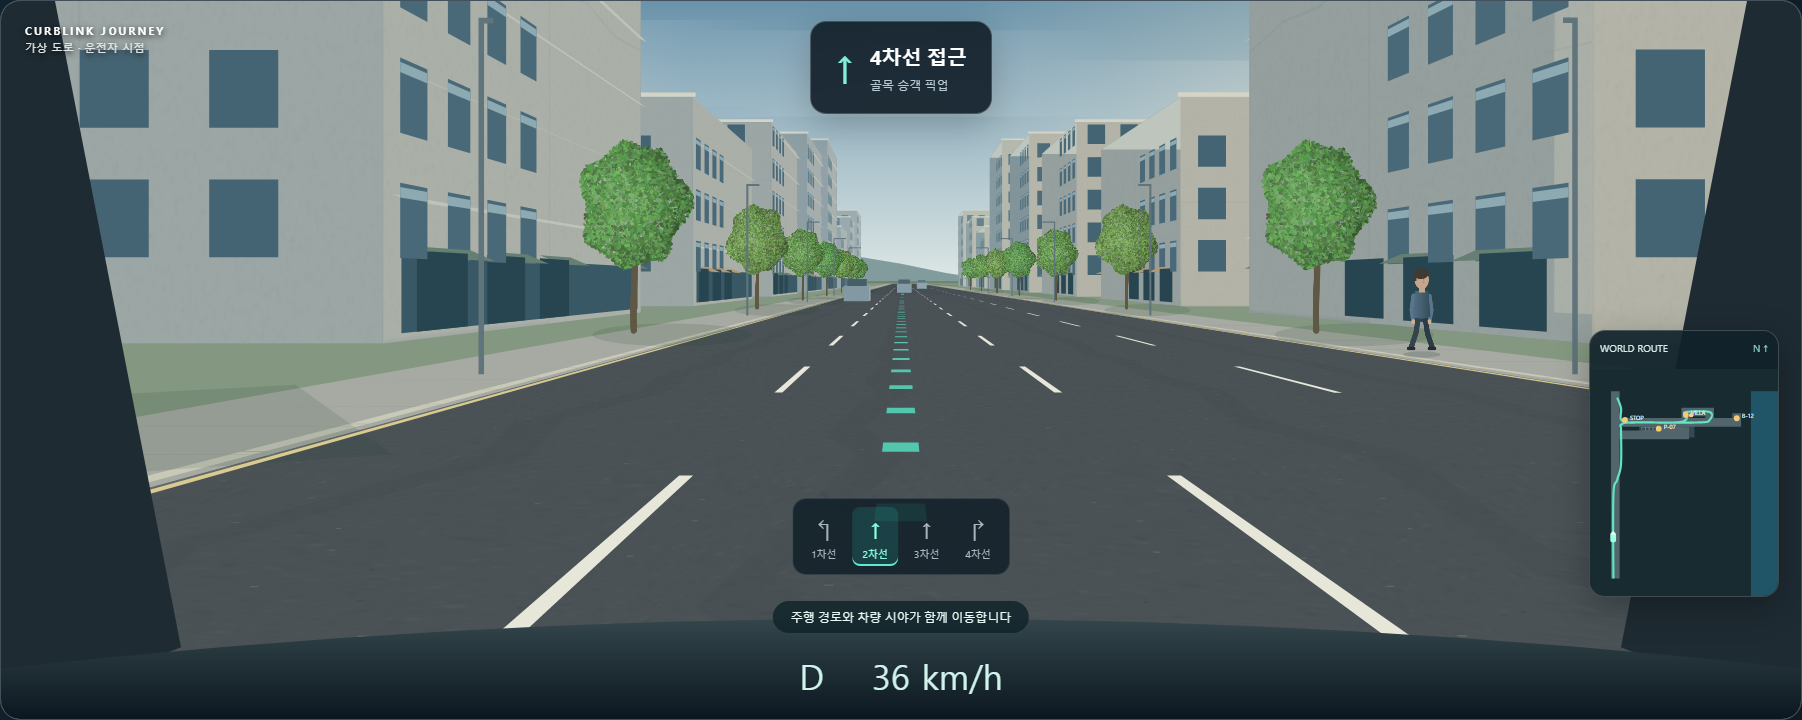 CURBLINK JOURNEY
가상 도로 · 운전자 시점
↑ 4차선 접근
골목 승객 픽업
WORLD ROUTE N↑
STOP
VILLA
B-12
P-07
1차선 2차선 3차선 4차선
주행 경로와 차량 시야가 함께 이동합니다
D 36 km/h